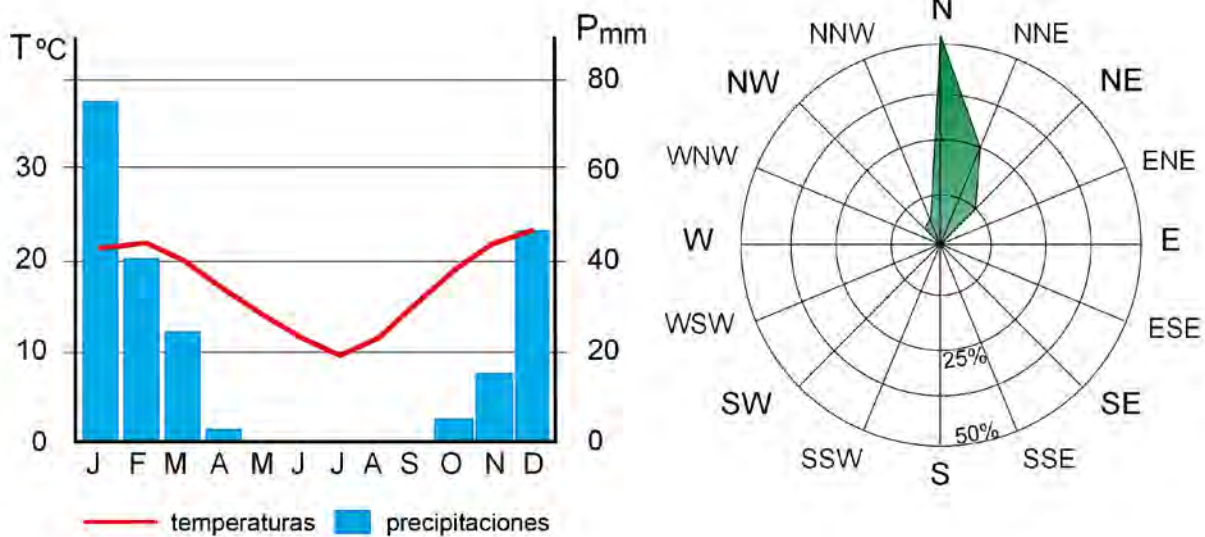 T ºC
Pmm
80
30
60
20
40
10
20
0
0
J F M A M J J A S O N D
temperaturas
precipitaciones
N
NNW
NNE
NW
NE
WNW
ENE
W
E
WSW
ESE
25%
SW
SE
50%
SSW
SSE
S